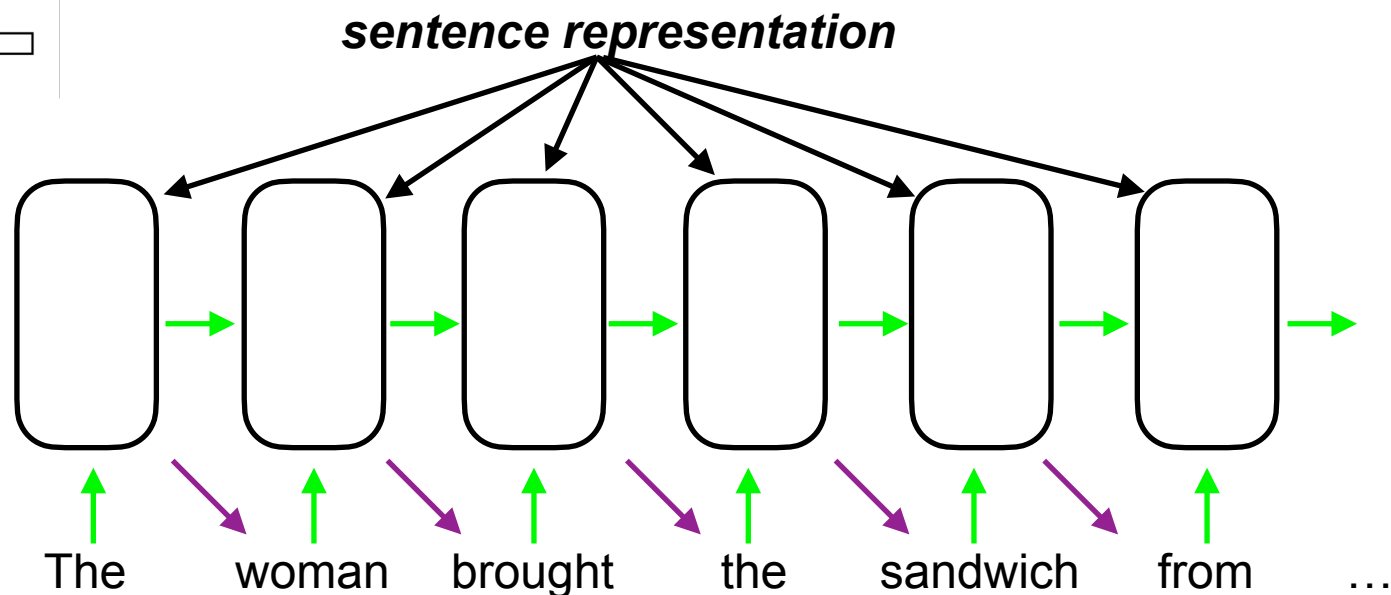 sentence representation
The woman brought the sandwich from …